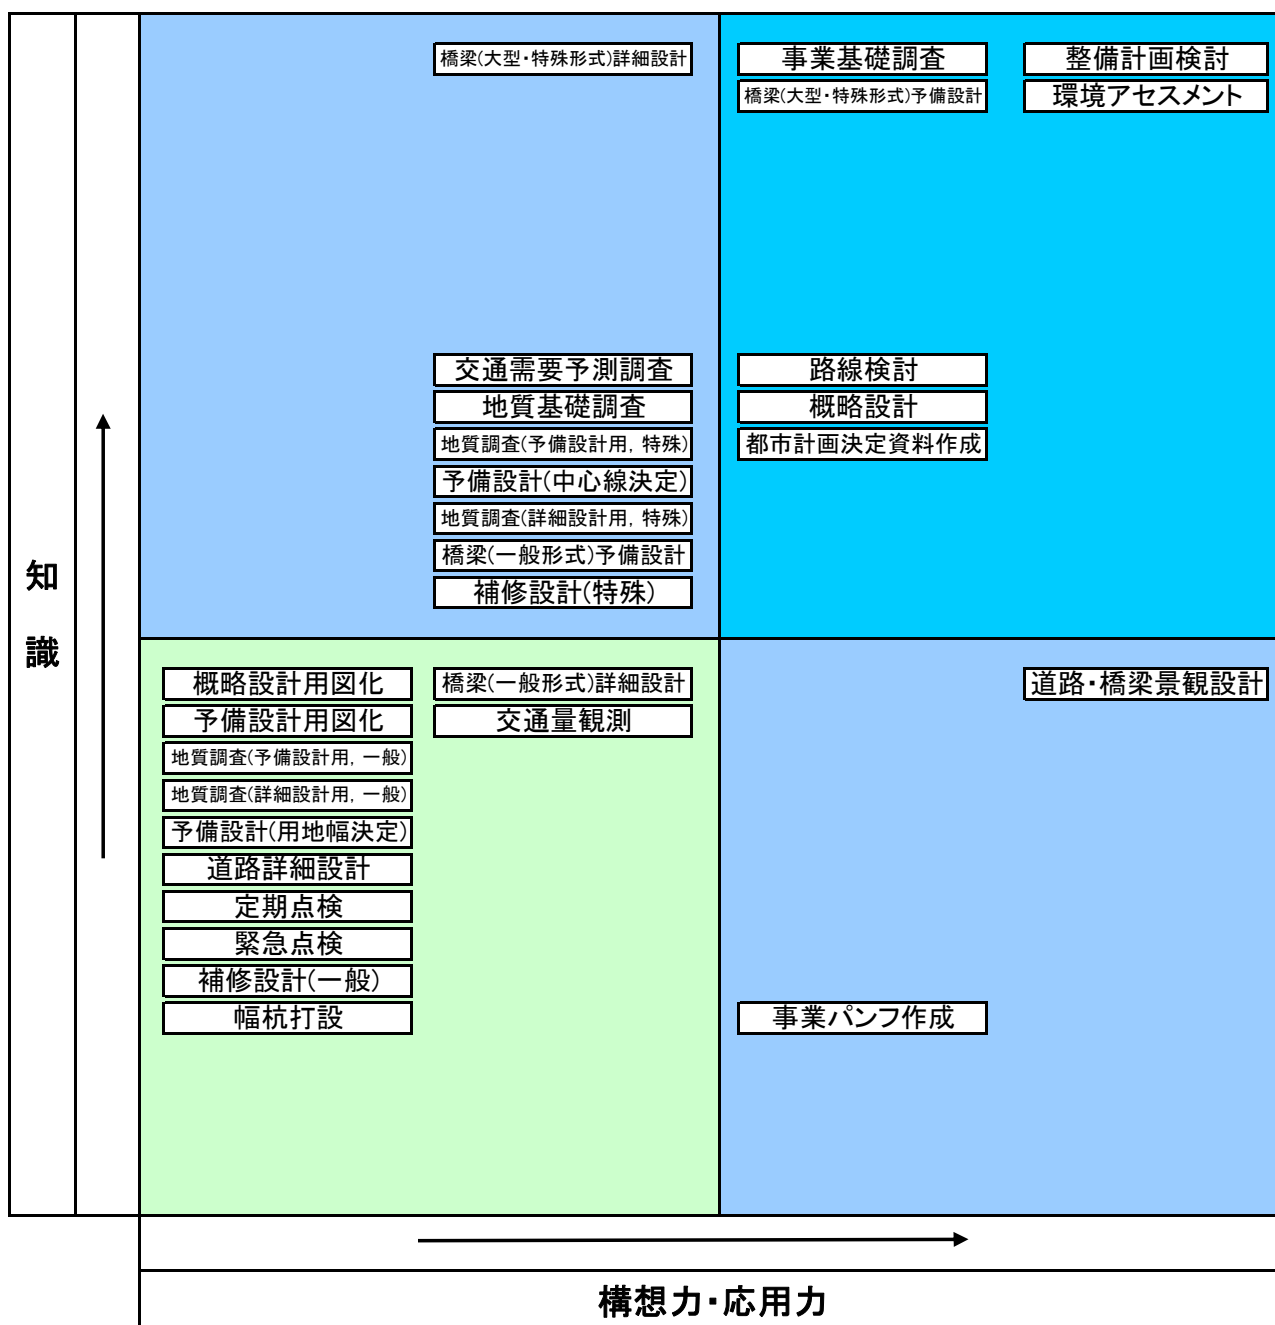 橋梁(大型・特殊形式)詳細設計
事業基礎調査
整備計画検討
橋梁(大型・特殊形式)予備設計
環境アセスメント
交通需要予測調査
地質基礎調査
地質調査(予備設計用, 特殊)
予備設計(中心線決定)
地質調査(詳細設計用, 特殊)
橋梁(一般形式)予備設計
補修設計(特殊)
路線検討
概略設計
都市計画決定資料作成
知識
概略設計用図化
予備設計用図化
地質調査(予備設計用, 一般)
地質調査(詳細設計用, 一般)
予備設計(用地幅決定)
道路詳細設計
定期点検
緊急点検
補修設計(一般)
幅杭打設
橋梁(一般形式)詳細設計
交通量観測
道路・橋梁景観設計
事業パンフ作成
構想力・応用力